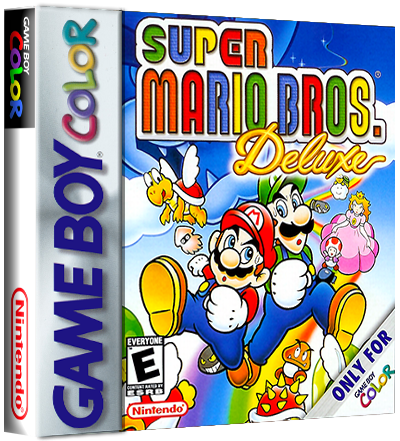 GAME BOY
COLOR
Nintendo
GAME BOY COLOR
SUPER
MARIO BROS.
Deluxe
M
L
EVERYONE
E
CONTENT RATED BY
ESRB
Nintendo
ONLY FOR
GAME BOY
COLOR